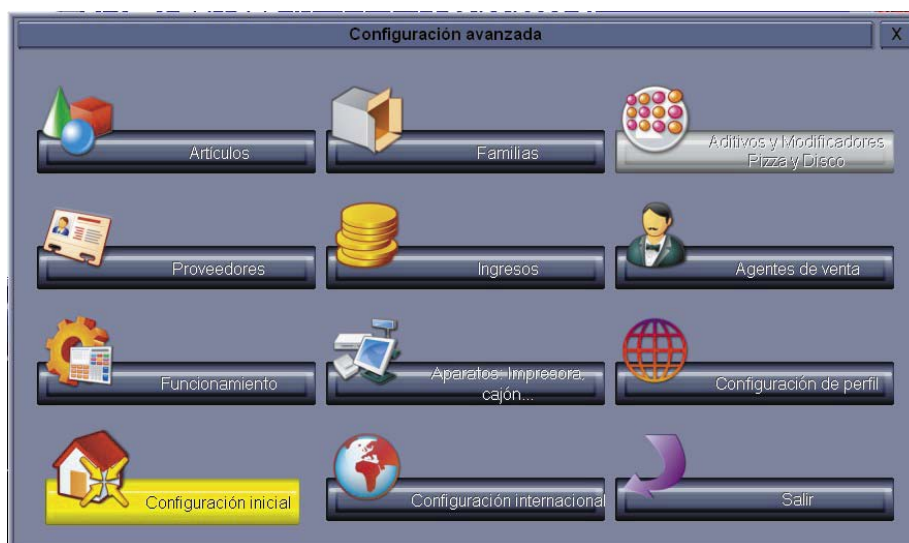 Configuración avanzada X
Artículos
Familias
Aditivos y Modificadores
Pizza y Disco
Proveedores
Ingresos
Agentes de venta
Funcionamiento
Aparatos: Impresora,
cajón...
Configuración de perfil
Configuración inicial
Configuración internacional
Salir